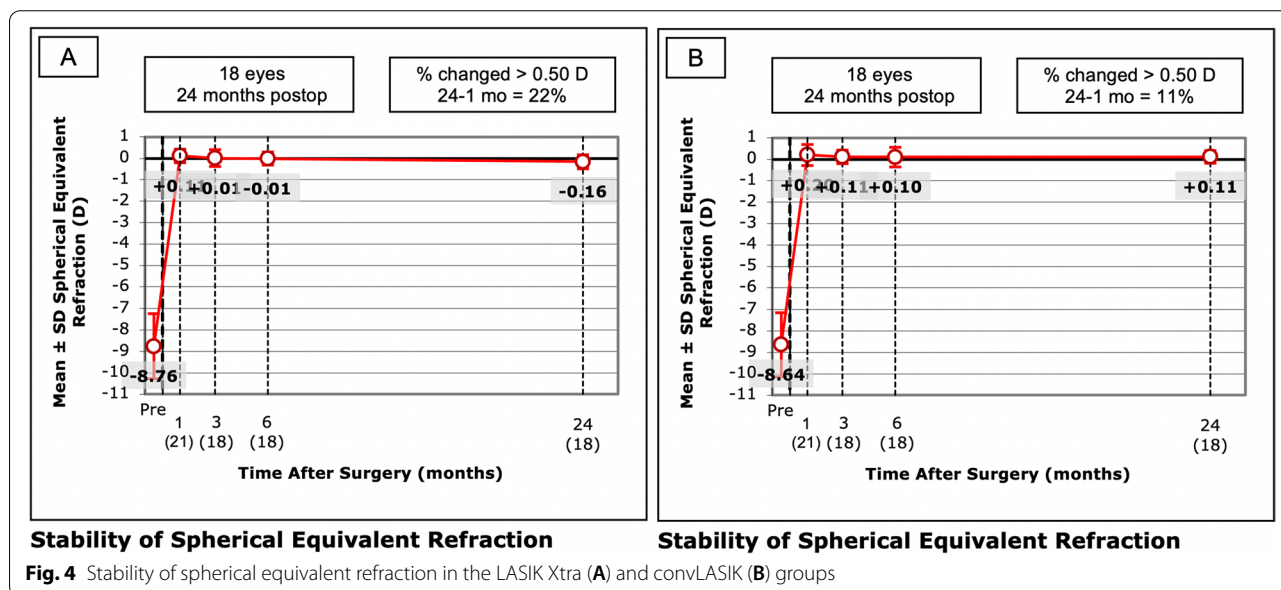 A
18 eyes
24 months postop
% changed > 0.50 D
24-1 mo = 22%
Mean ± SD Spherical Equivalent
Refraction (D)
1
0
-1
-2
-3
-4
-5
-6
-7
-8
-9
-10
-11
+0.11
+0.01
-0.01
-0.16
-8.76
Pre
1
3
6
24
(21)
(18)
(18)
(18)
Time After Surgery (months)
Stability of Spherical Equivalent Refraction
B
18 eyes
24 months postop
% changed > 0.50 D
24-1 mo = 11%
Mean ± SD Spherical Equivalent
Refraction (D)
1
0
-1
-2
-3
-4
-5
-6
-7
-8
-9
-10
-11
+0.20
+0.11
+0.10
+0.11
-8.64
Pre
1
3
6
24
(21)
(18)
(18)
(18)
Time After Surgery (months)
Stability of Spherical Equivalent Refraction
Fig. 4 Stability of spherical equivalent refraction in the LASIK Xtra (A) and convLASIK (B) groups